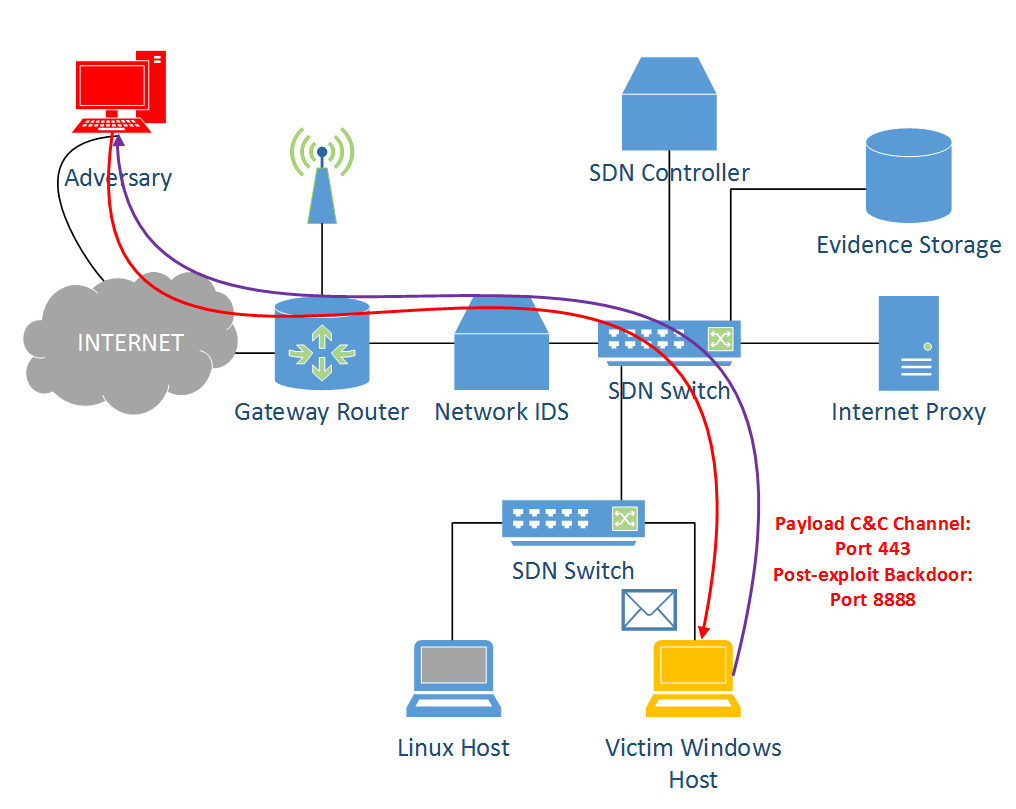 Adversary
SDN Controller
Evidence Storage
INTERNET
Gateway Router
Network IDS
SDN Switch
Internet Proxy
Payload C&C Channel:
Port 443
Post-exploit Backdoor:
Port 8888
SDN Switch
Linux Host
Victim Windows
Host